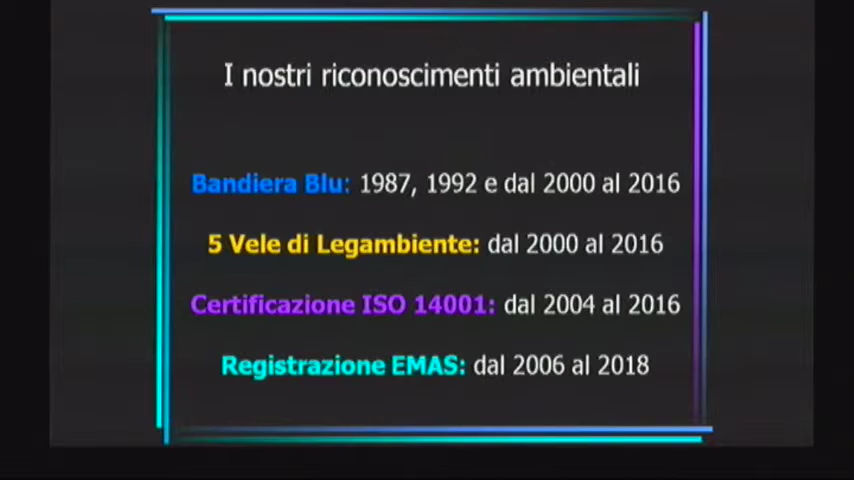 I nostri riconoscimenti ambientali
Bandiera Blu: 1987, 1992 e dal 2000 al 2016
5 Vele di Legambiente: dal 2000 al 2016
Certificazione ISO 14001: dal 2004 al 2016
Registrazione EMAS: dal 2006 al 2018